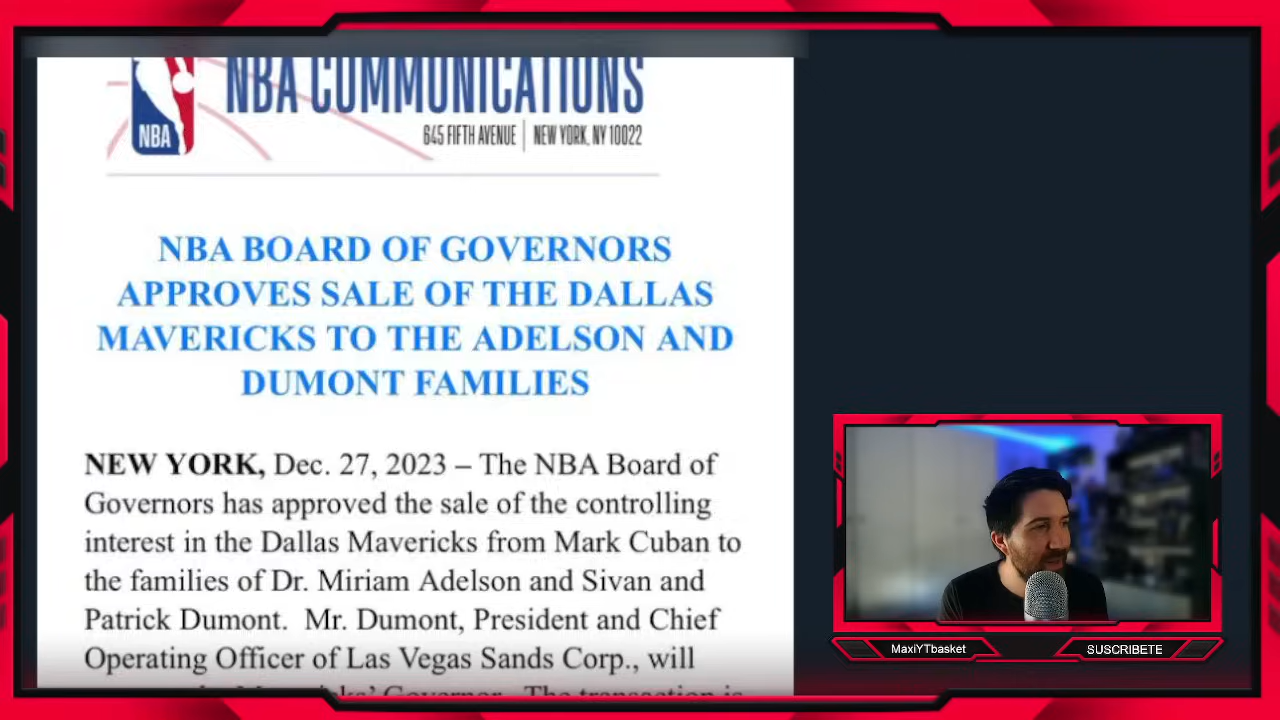 NBA COMMUNICATIONS
NBA
645 FIFTH AVENUE | NEW YORK, NY 10022
NBA BOARD OF GOVERNORS
APPROVES SALE OF THE DALLAS
MAVERICKS TO THE ADELSON AND
DUMONT FAMILIES
NEW YORK, Dec. 27, 2023 – The NBA Board of
Governors has approved the sale of the controlling
interest in the Dallas Mavericks from Mark Cuban to
the families of Dr. Miriam Adelson and Sivan and
Patrick Dumont. Mr. Dumont, President and Chief
Operating Officer of Las Vegas Sands Corp., will
Governor. The transaction is
MaxiYTbasket
SUSCRIBETE